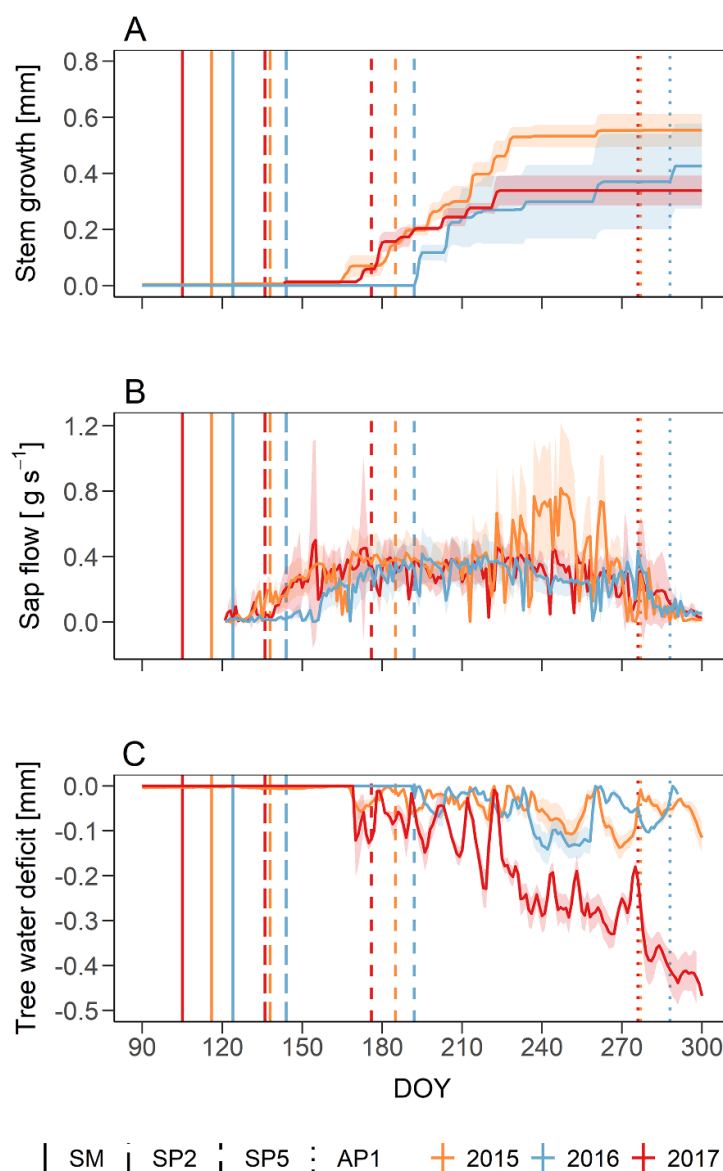 A
Stem growth [mm]
0.8
0.6
0.4
0.2
0.0
B
Sap flow [ g s⁻¹]
1.2
0.8
0.4
0.0
C
Tree water deficit [mm]
0.0
-0.1
-0.2
-0.3
-0.4
-0.5
90 120 150 180 210 240 270 300
DOY
SM SP2 SP5 AP1 2015 2016 2017